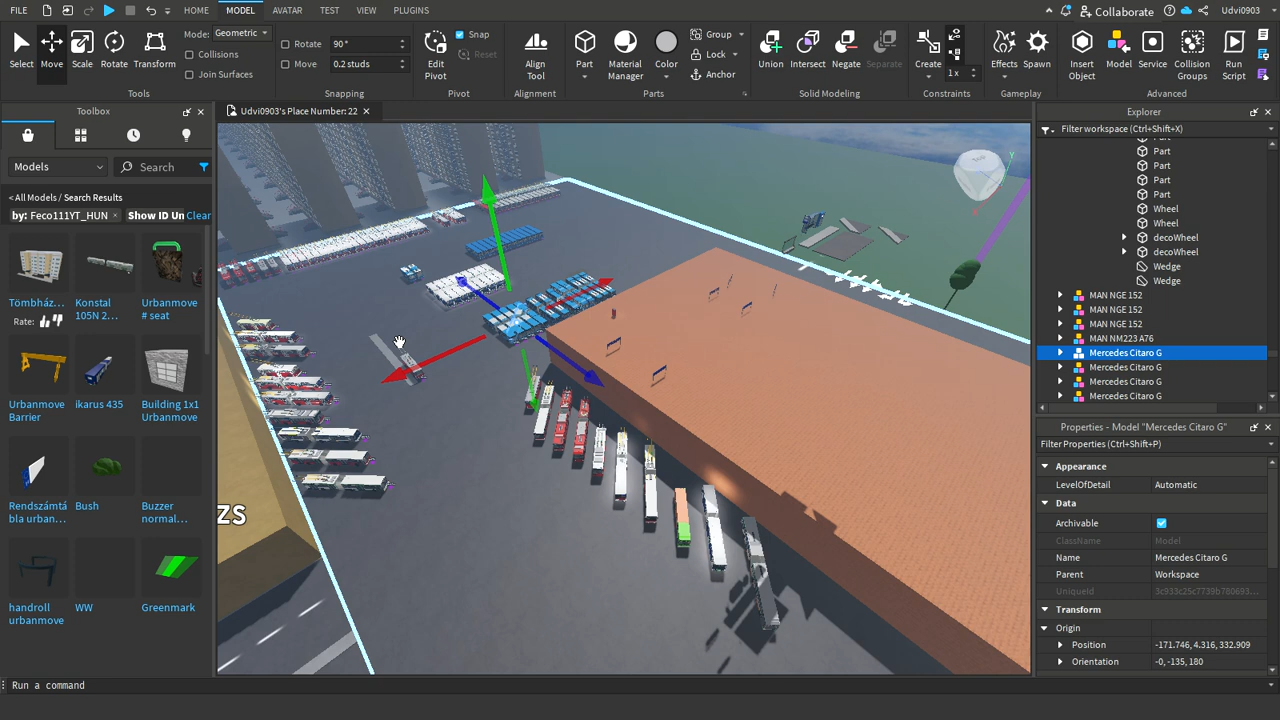 FILE HOME MODEL AVATAR TEST VIEW PLUGINS Collaborate Udvi0903
Select Move Scale Rotate Transform
Mode: Geometric
Collisions
Join Surfaces
Tools
Rotate 90°
Move 0.2 studs
Snapping
Edit Pivot
Snap
Reset
Pivot
Align Tool
Alignment
Part Material Manager Color
Group
Lock
Anchor
Parts
Union Intersect Negate Separate
Solid Modeling
Create
1 x
Constraints
Effects Spawn
Gameplay
Insert Object Model Service Collision Groups Run Script
Advanced
Toolbox
Models Search
< All Models / Search Results
by: Feco111YT_HUN × Show ID Un Clear
Tömbház... Konstal 105N 2... Urbanmove # seat
Rate:
Urbanmove Barrier ikarus 435 Building 1x1 Urbanmove
Rendszámtá bla urban... Bush Buzzer normal...
handroll urbanmove WW Greenmark
Udvi0903's Place Number: 22 ×
ZS
Top
Y
Explorer
Filter workspace (Ctrl+Shift+X)
Part
Part
Part
Part
Part
Wheel
Wheel
decoWheel
decoWheel
Wedge
Wedge
MAN NGE 152
MAN NGE 152
MAN NGE 152
MAN NM223 A76
Mercedes Citaro G
Mercedes Citaro G
Mercedes Citaro G
Mercedes Citaro G
Properties - Model "Mercedes Citaro G"
Filter Properties (Ctrl+Shift+P)
Appearance
LevelOfDetail Automatic
Data
Archivable
ClassName Model
Name Mercedes Citaro G
Parent Workspace
UniqueId 3c933c25c7739b780693...
Transform
Origin
Position -171.746, 4.316, 332.909
Orientation -0, -135, 180
Run a command